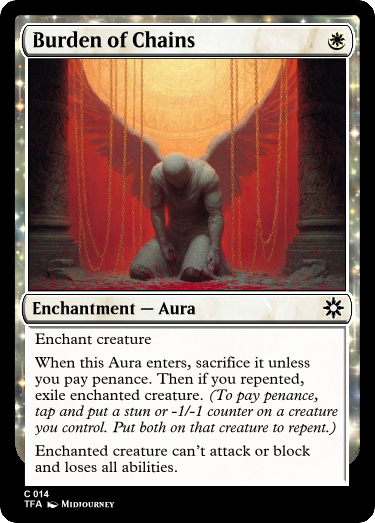 Burden of Chains
Enchantment — Aura
Enchant creature
When this Aura enters, sacrifice it unless
you pay penance. Then if you repented,
exile enchanted creature. (To pay penance,
tap and put a stun or -1/-1 counter on a creature
you control. Put both on that creature to repent.)
Enchanted creature can't attack or block
and loses all abilities.
C 014
TFA Midjourney